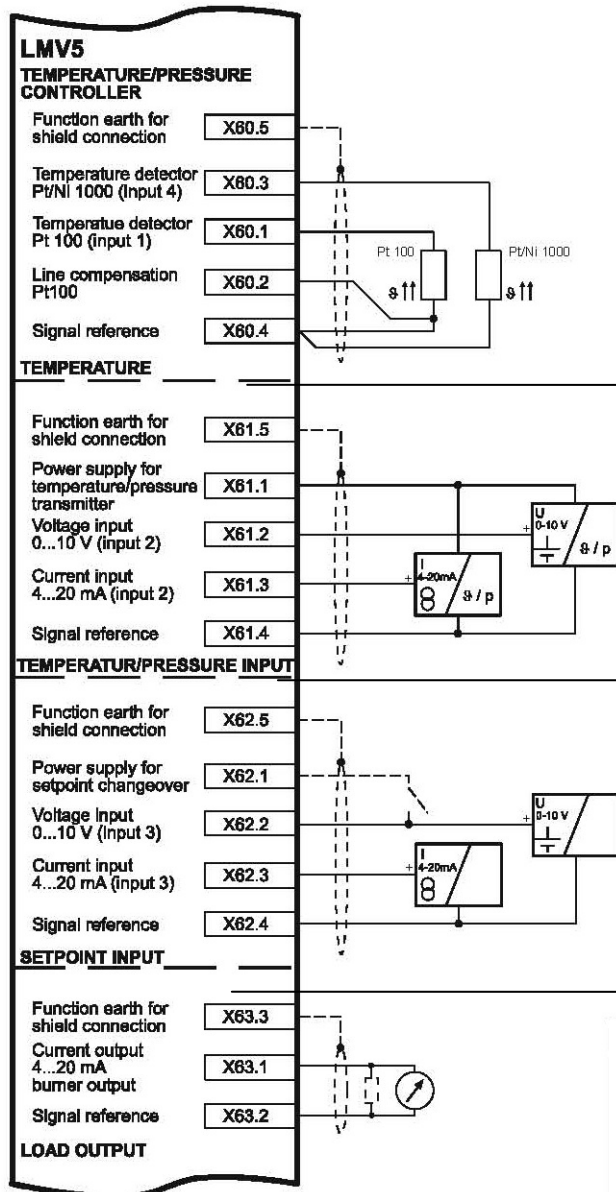 LMV5
TEMPERATURE/PRESSURE
CONTROLLER
Function earth for
shield connection
X60.5
Temperature detector
Pt/Ni 1000 (Input 4)
X60.3
Temperatue detector
Pt 100 (input 1)
X60.1
Pt 100
Pt/Ni 1000
Line compensation
Pt100
X60.2
ϑ ↑↑
ϑ ↑↑
Signal reference
X60.4
TEMPERATURE
Function earth for
shield connection
X61.5
Power supply for
temperature/pressure
transmitter
X61.1
Voltage input
0...10 V (input 2)
X61.2
+
U
0-10 V
ϑ / p
Current input
4...20 mA (input 2)
X61.3
+
I
4-20mA
ϑ / p
Signal reference
X61.4
TEMPERATUR/PRESSURE INPUT
Function earth for
shield connection
X62.5
Power supply for
setpoint changeover
X62.1
Voltage input
0...10 V (Input 3)
X62.2
+
U
0-10 V
Current input
4...20 mA (input 3)
X62.3
+
I
4-20mA
Signal reference
X62.4
SETPOINT INPUT
Function earth for
shield connection
X63.3
Current output
4...20 mA
burner output
X63.1
Signal reference
X63.2
LOAD OUTPUT